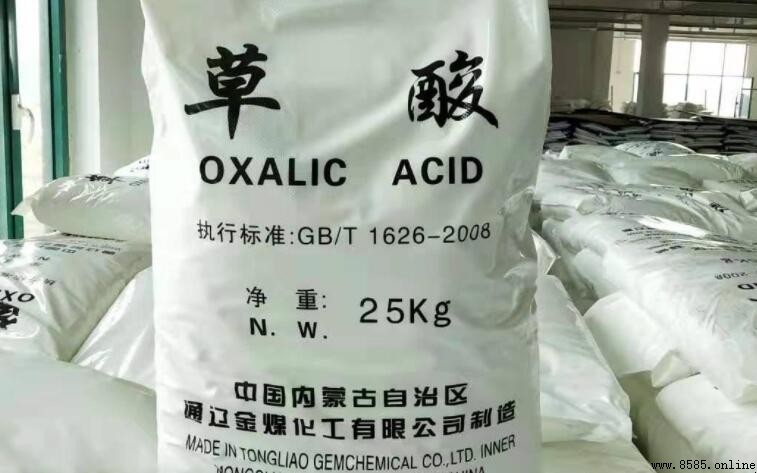 草 酸
OXALIC ACID
执行标准:GB/T 1626-2008
净 重: 25Kg
N. W.
中国内蒙古自治区
通辽金煤化工有限公司制造
MADE IN TONGLIAO GEMCHEMICAL CO.,LTD. INNER
www.8585.online